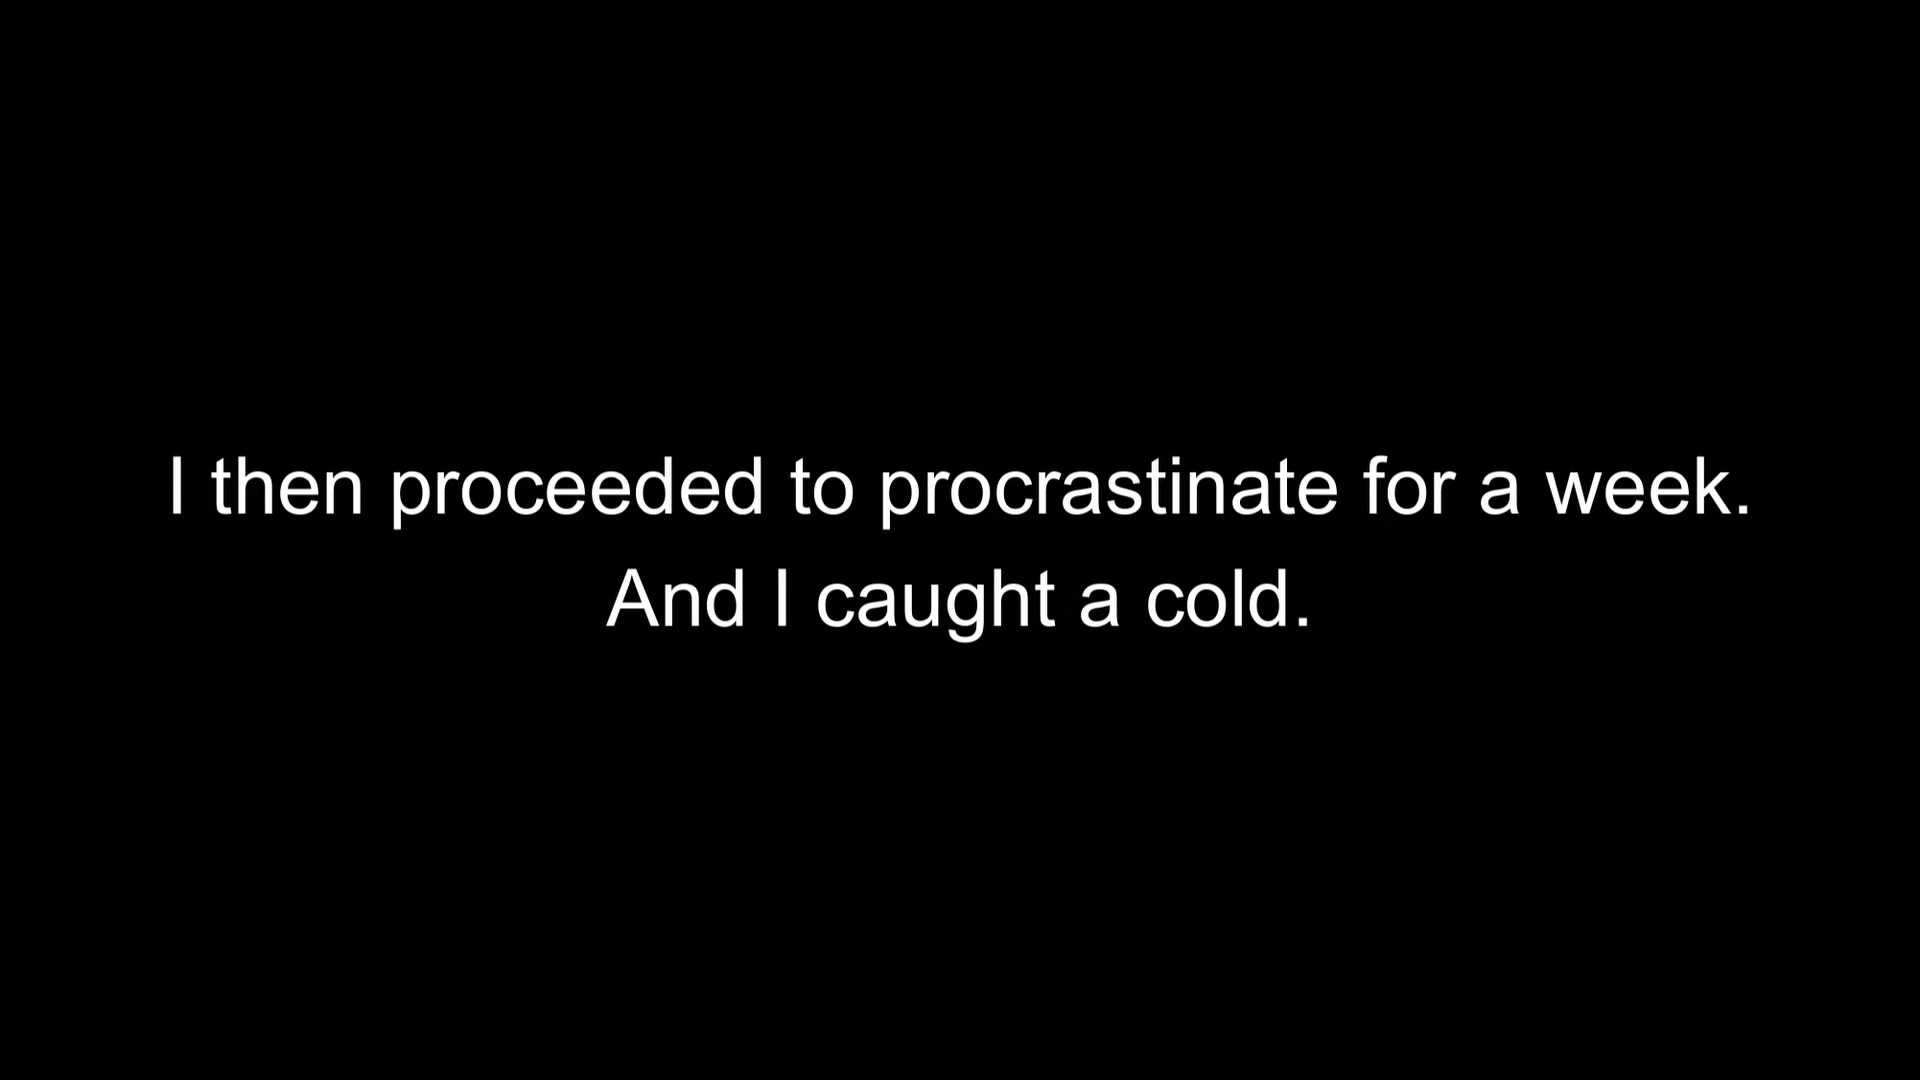 I then proceeded to procrastinate for a week.
And I caught a cold.